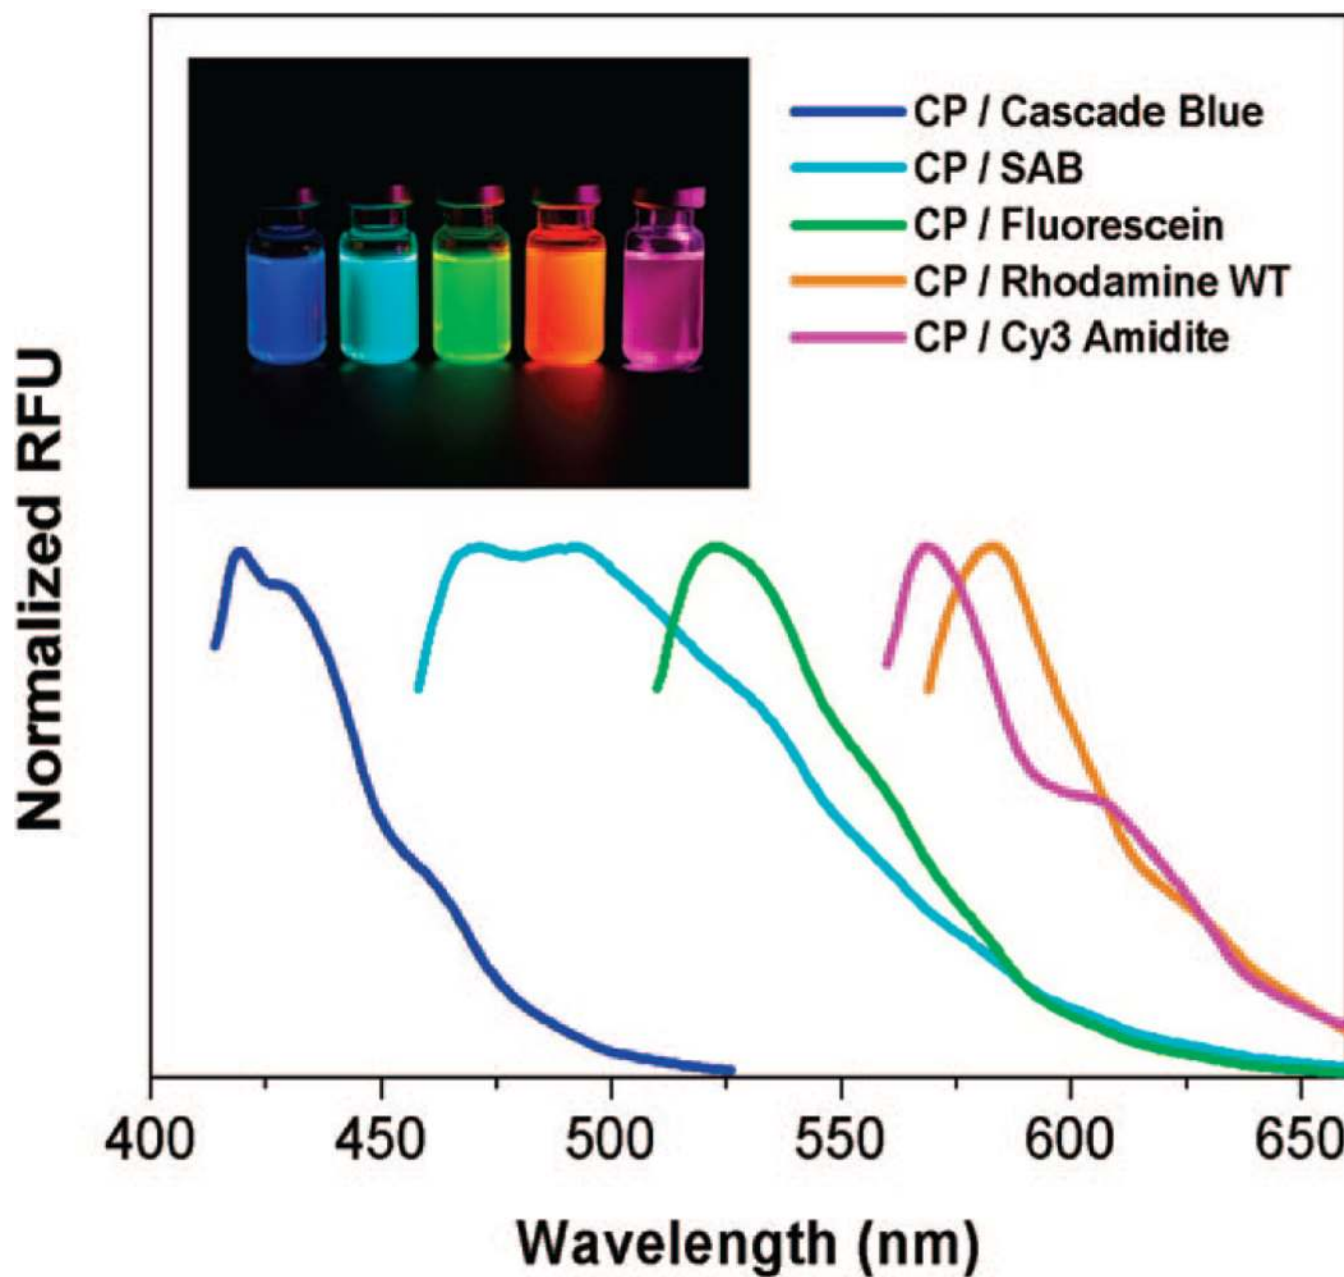 CP / Cascade Blue
CP / SAB
CP / Fluorescein
CP / Rhodamine WT
CP / Cy3 Amidite
Normalized RFU
400 450 500 550 600 650
Wavelength (nm)